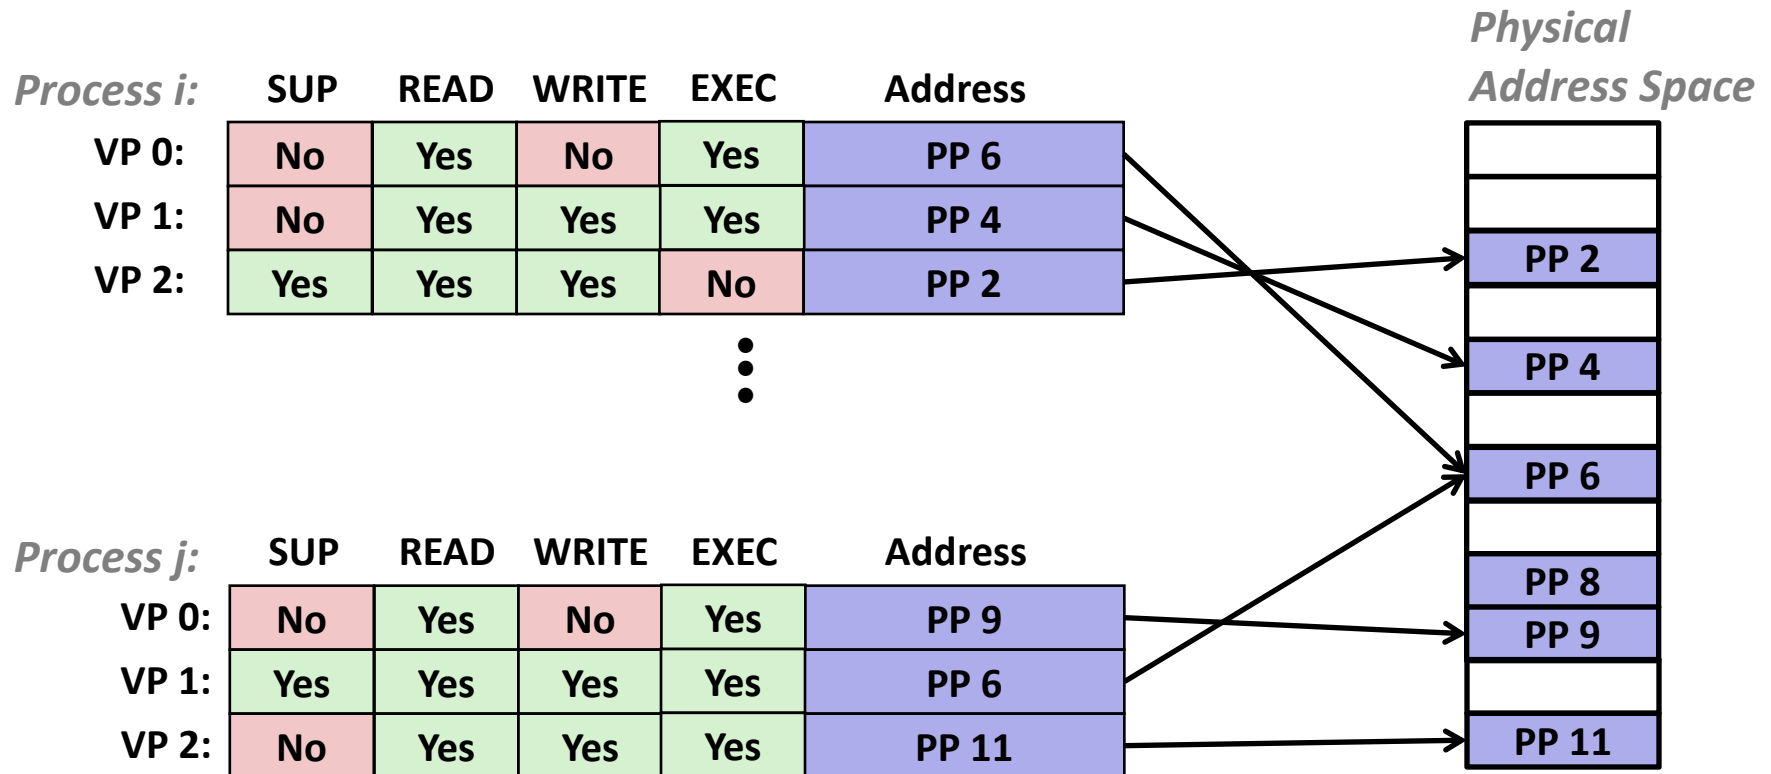 Physical
Address Space
Process i: SUP READ WRITE EXEC Address
VP 0: No Yes No Yes PP 6
VP 1: No Yes Yes Yes PP 4
VP 2: Yes Yes Yes No PP 2
PP 2
PP 4
PP 6
PP 8
PP 9
PP 11
Process j: SUP READ WRITE EXEC Address
VP 0: No Yes No Yes PP 9
VP 1: Yes Yes Yes Yes PP 6
VP 2: No Yes Yes Yes PP 11